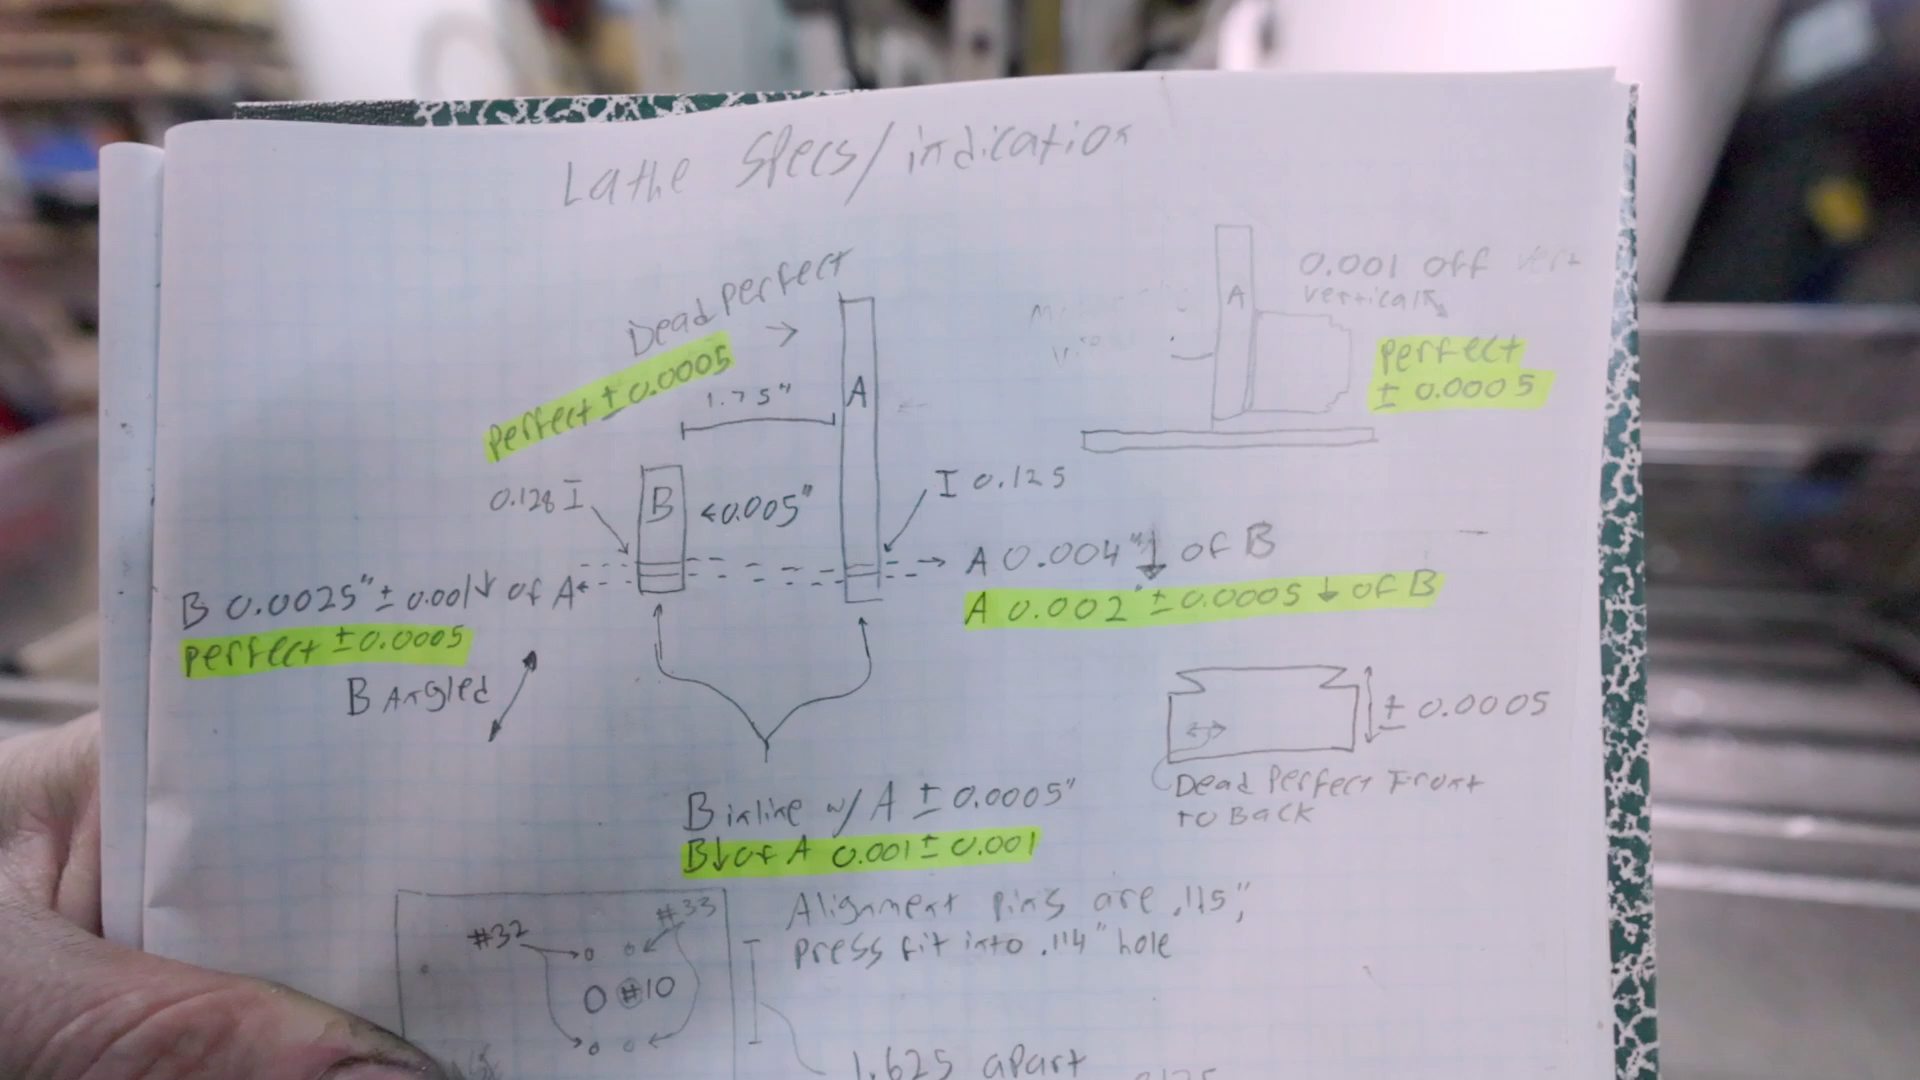 Lathe Specs/indication
Dead perfect
perfect ± 0.0005
1.75"
A
A
0.001 off vert
vertical
perfect
± 0.0005
0.128 I
B
<0.005"
I 0.125
A 0.004" ↓ of B
A 0.002" ± 0.0005 ↓ of B
B 0.0025" ± 0.001 ↓ of A
perfect ± 0.0005
B Angled
± 0.0005
Dead perfect Front
to Back
B inline w/ A ± 0.0005"
B ↓ of A 0.001 ± 0.001
#32
#33
#10
Alignment pins are .115",
press fit into .114" hole
1.625 apart